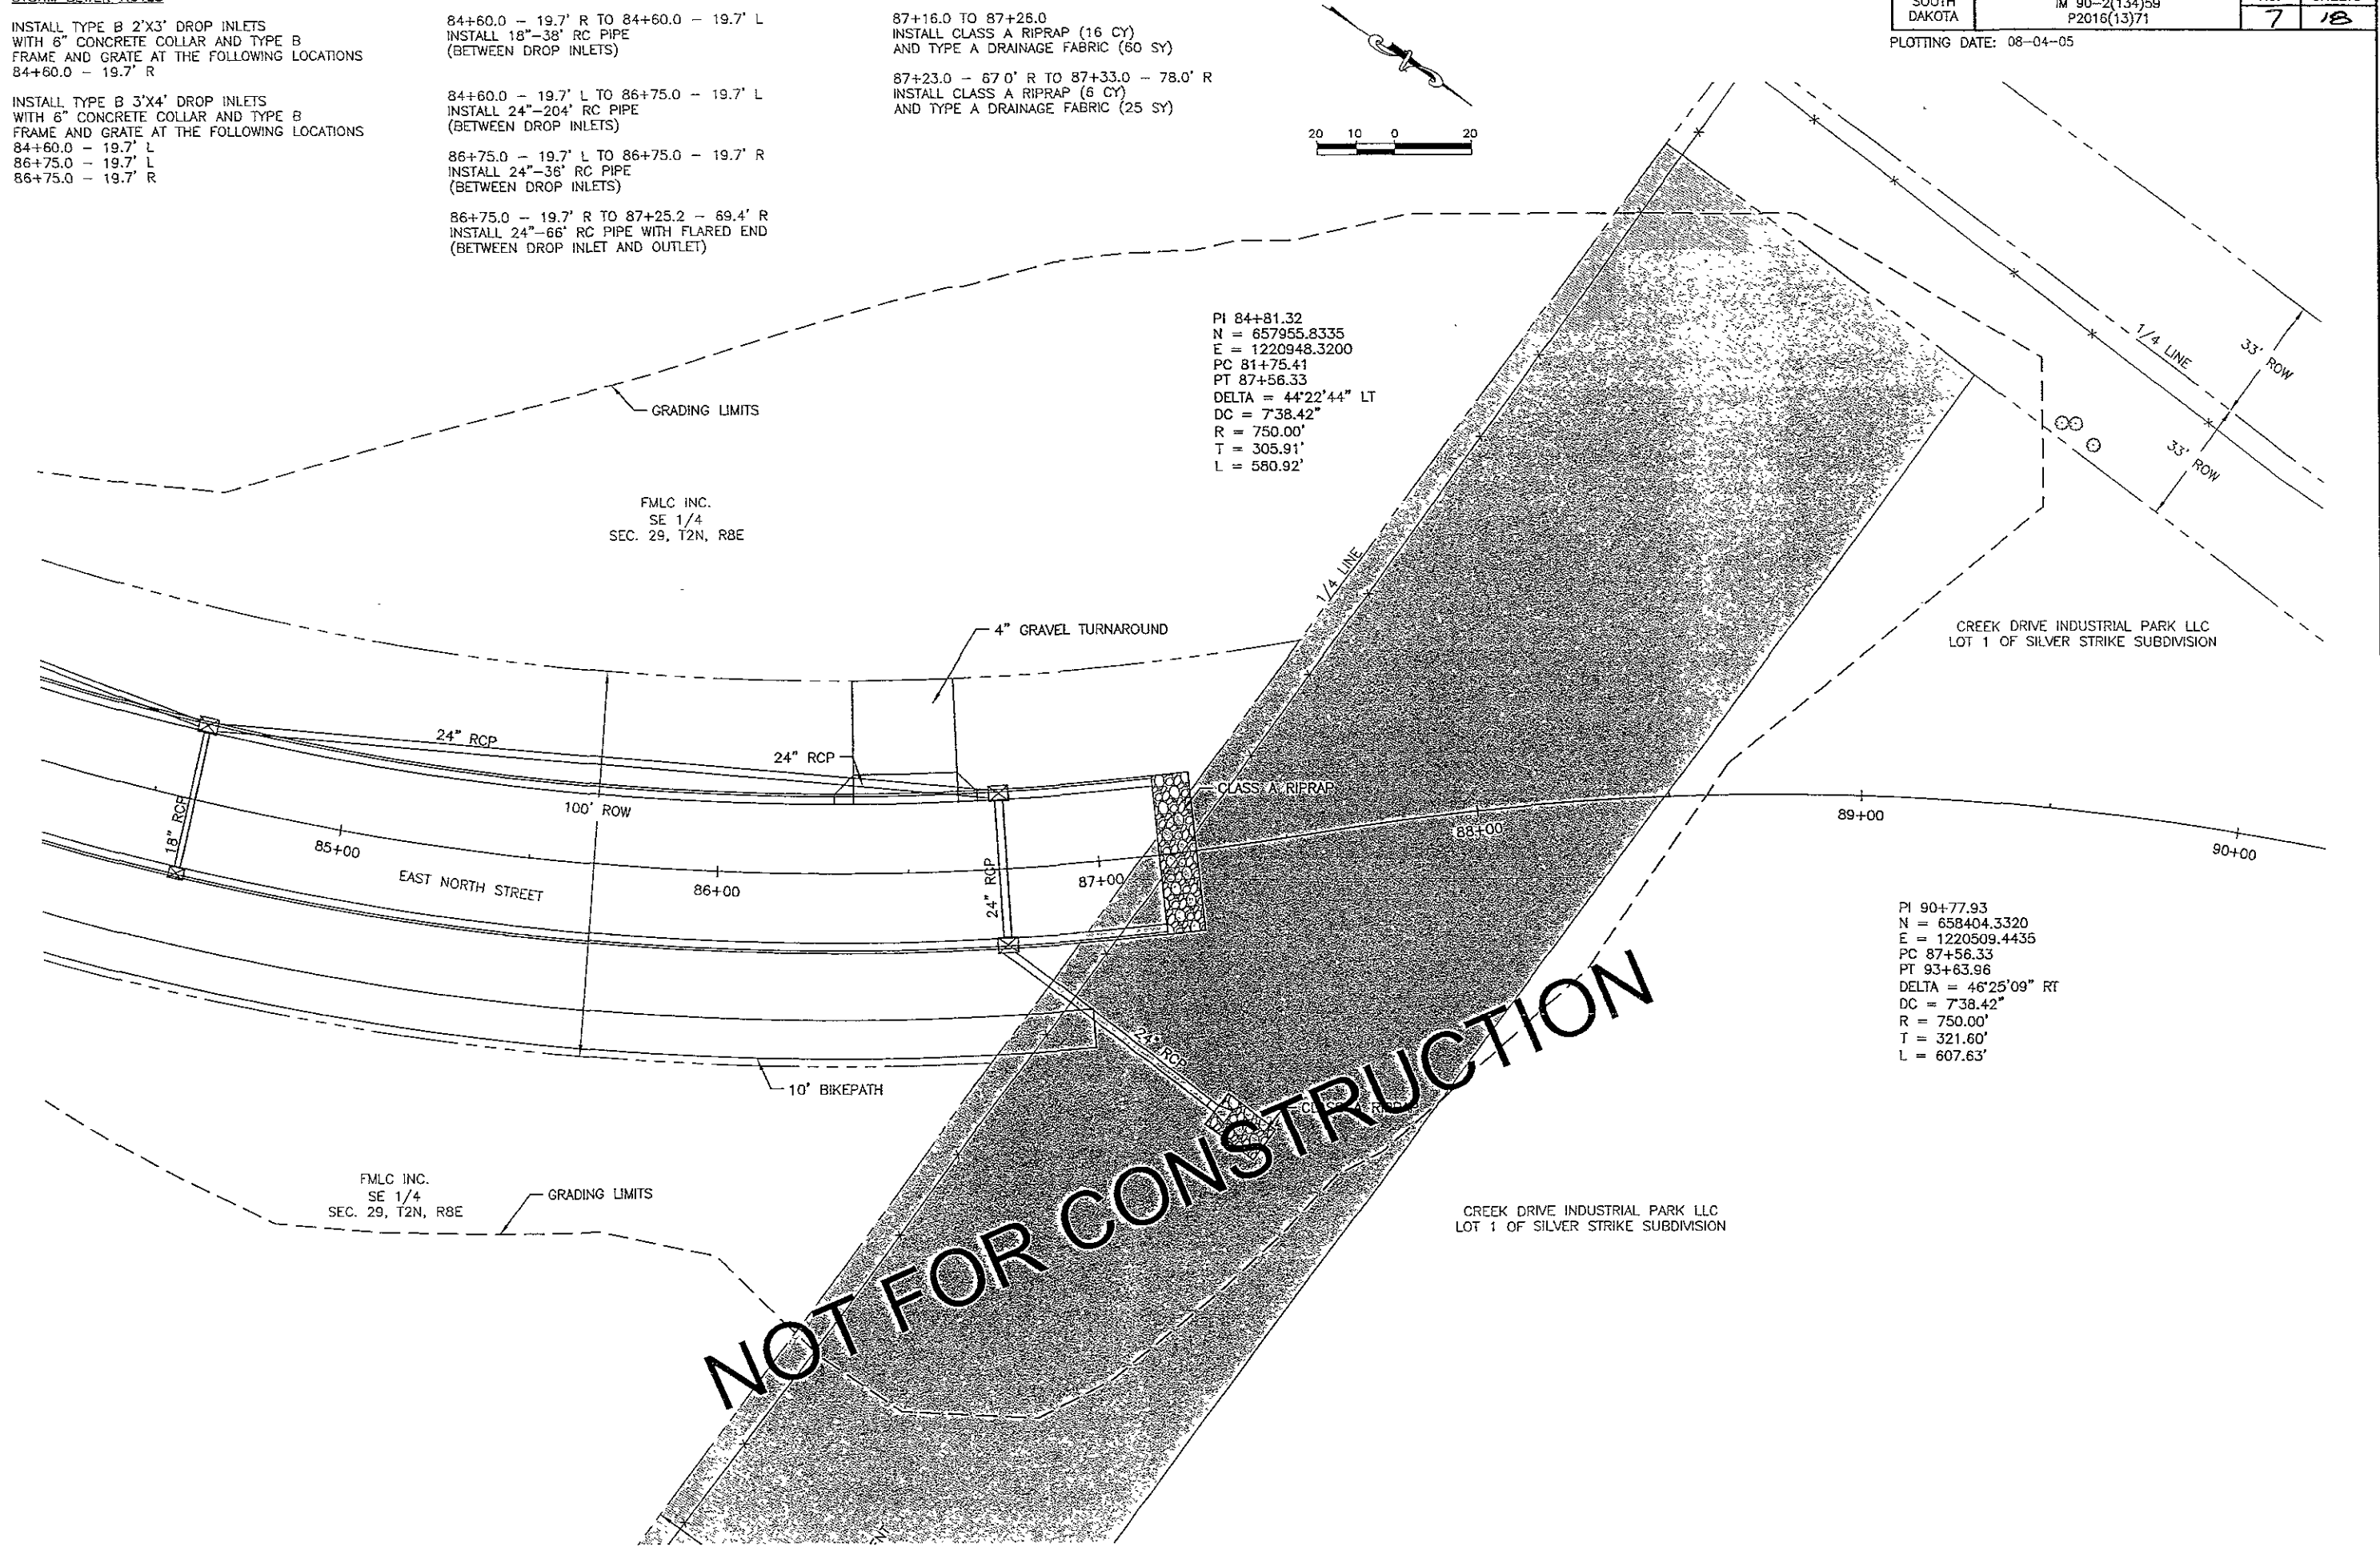 STORM SEWER NOTES
INSTALL TYPE B 2'X3' DROP INLETS
WITH 6" CONCRETE COLLAR AND TYPE B
FRAME AND GRATE AT THE FOLLOWING LOCATIONS
84+60.0 - 19.7' R
INSTALL TYPE B 3'X4' DROP INLETS
WITH 6" CONCRETE COLLAR AND TYPE B
FRAME AND GRATE AT THE FOLLOWING LOCATIONS
84+60.0 - 19.7' L
86+75.0 - 19.7' L
86+75.0 - 19.7' R
84+60.0 - 19.7' R TO 84+60.0 - 19.7' L
INSTALL 18"-38' RC PIPE
(BETWEEN DROP INLETS)
84+60.0 - 19.7' L TO 86+75.0 - 19.7' L
INSTALL 24"-204' RC PIPE
(BETWEEN DROP INLETS)
86+75.0 - 19.7' L TO 86+75.0 - 19.7' R
INSTALL 24"-36' RC PIPE
(BETWEEN DROP INLETS)
86+75.0 - 19.7' R TO 87+25.2 - 69.4' R
INSTALL 24"-66' RC PIPE WITH FLARED END
(BETWEEN DROP INLET AND OUTLET)
87+16.0 TO 87+26.0
INSTALL CLASS A RIPRAP (16 CY)
AND TYPE A DRAINAGE FABRIC (60 SY)
87+23.0 - 67 0' R TO 87+33.0 - 78.0' R
INSTALL CLASS A RIPRAP (6 CY)
AND TYPE A DRAINAGE FABRIC (25 SY)
20 10 0 20
SOUTH
DAKOTA
IM 90-2(134)59
P2016(13)71
7 18
PLOTTING DATE: 08-04-05
PI 84+81.32
N = 657955.8335
E = 1220948.3200
PC 81+75.41
PT 87+56.33
DELTA = 44°22'44" LT
DC = 7°38.42"
R = 750.00'
T = 305.91'
L = 580.92'
1/4 LINE
33' ROW
33' ROW
GRADING LIMITS
FMLC INC.
SE 1/4
SEC. 29, T2N, R8E
1/4 LINE
4" GRAVEL TURNAROUND
CREEK DRIVE INDUSTRIAL PARK LLC
LOT 1 OF SILVER STRIKE SUBDIVISION
24" RCP
24" RCP
CLASS A RIPRAP
18" RCP
100' ROW
85+00
EAST NORTH STREET
86+00
24" RCP
87+00
88+00
89+00
90+00
PI 90+77.93
N = 658404.3320
E = 1220509.4435
PC 87+56.33
PT 93+63.96
DELTA = 46°25'09" RT
DC = 7°38.42"
R = 750.00'
T = 321.60'
L = 607.63'
24" RCP
10' BIKEPATH
CLASS A RIPRAP
NOT FOR CONSTRUCTION
FMLC INC.
SE 1/4
SEC. 29, T2N, R8E
GRADING LIMITS
CREEK DRIVE INDUSTRIAL PARK LLC
LOT 1 OF SILVER STRIKE SUBDIVISION